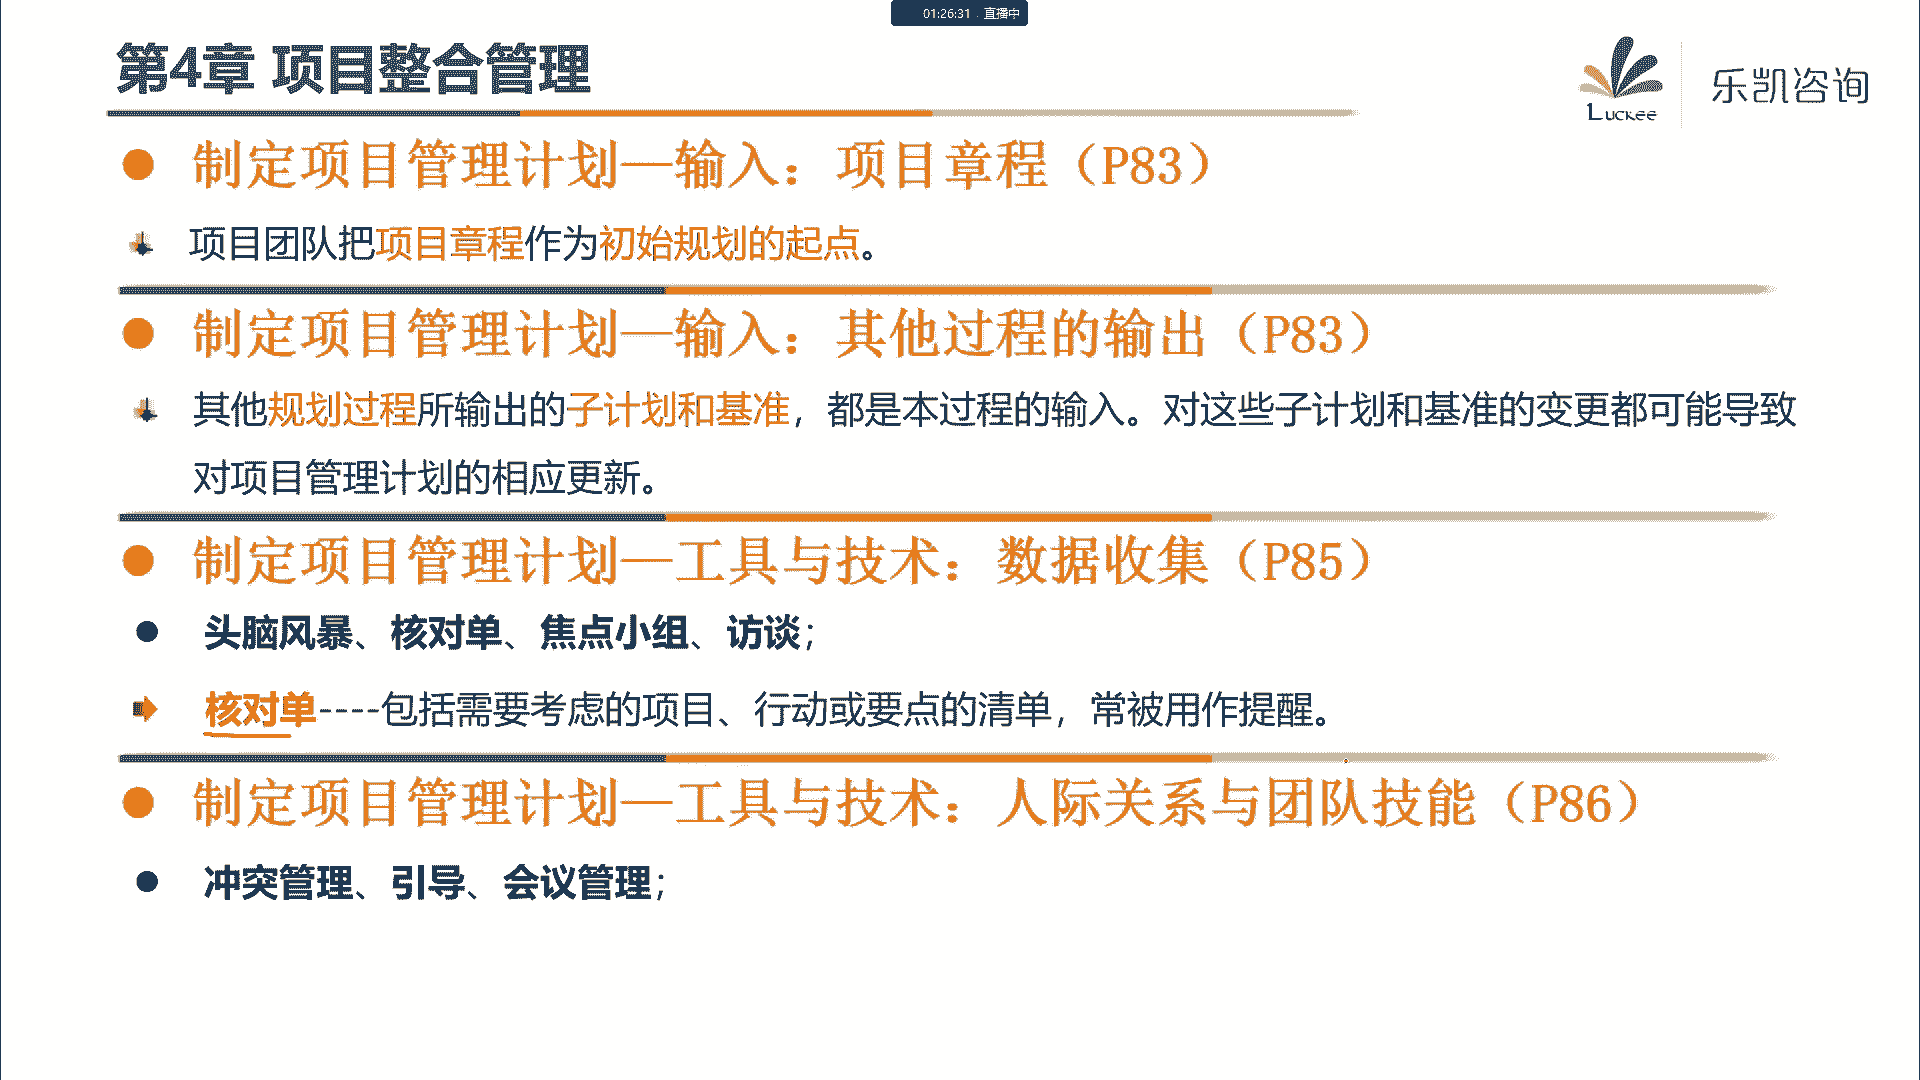 01:26:31 . 直播中
第4章 项目整合管理
Luckee
乐凯咨询
制定项目管理计划—输入：项目章程（P83）
项目团队把项目章程作为初始规划的起点。
制定项目管理计划—输入：其他过程的输出（P83）
其他规划过程所输出的子计划和基准，都是本过程的输入。对这些子计划和基准的变更都可能导致
对项目管理计划的相应更新。
制定项目管理计划—工具与技术：数据收集（P85）
头脑风暴、核对单、焦点小组、访谈；
核对单----包括需要考虑的项目、行动或要点的清单，常被用作提醒。
制定项目管理计划—工具与技术：人际关系与团队技能（P86）
冲突管理、引导、会议管理；